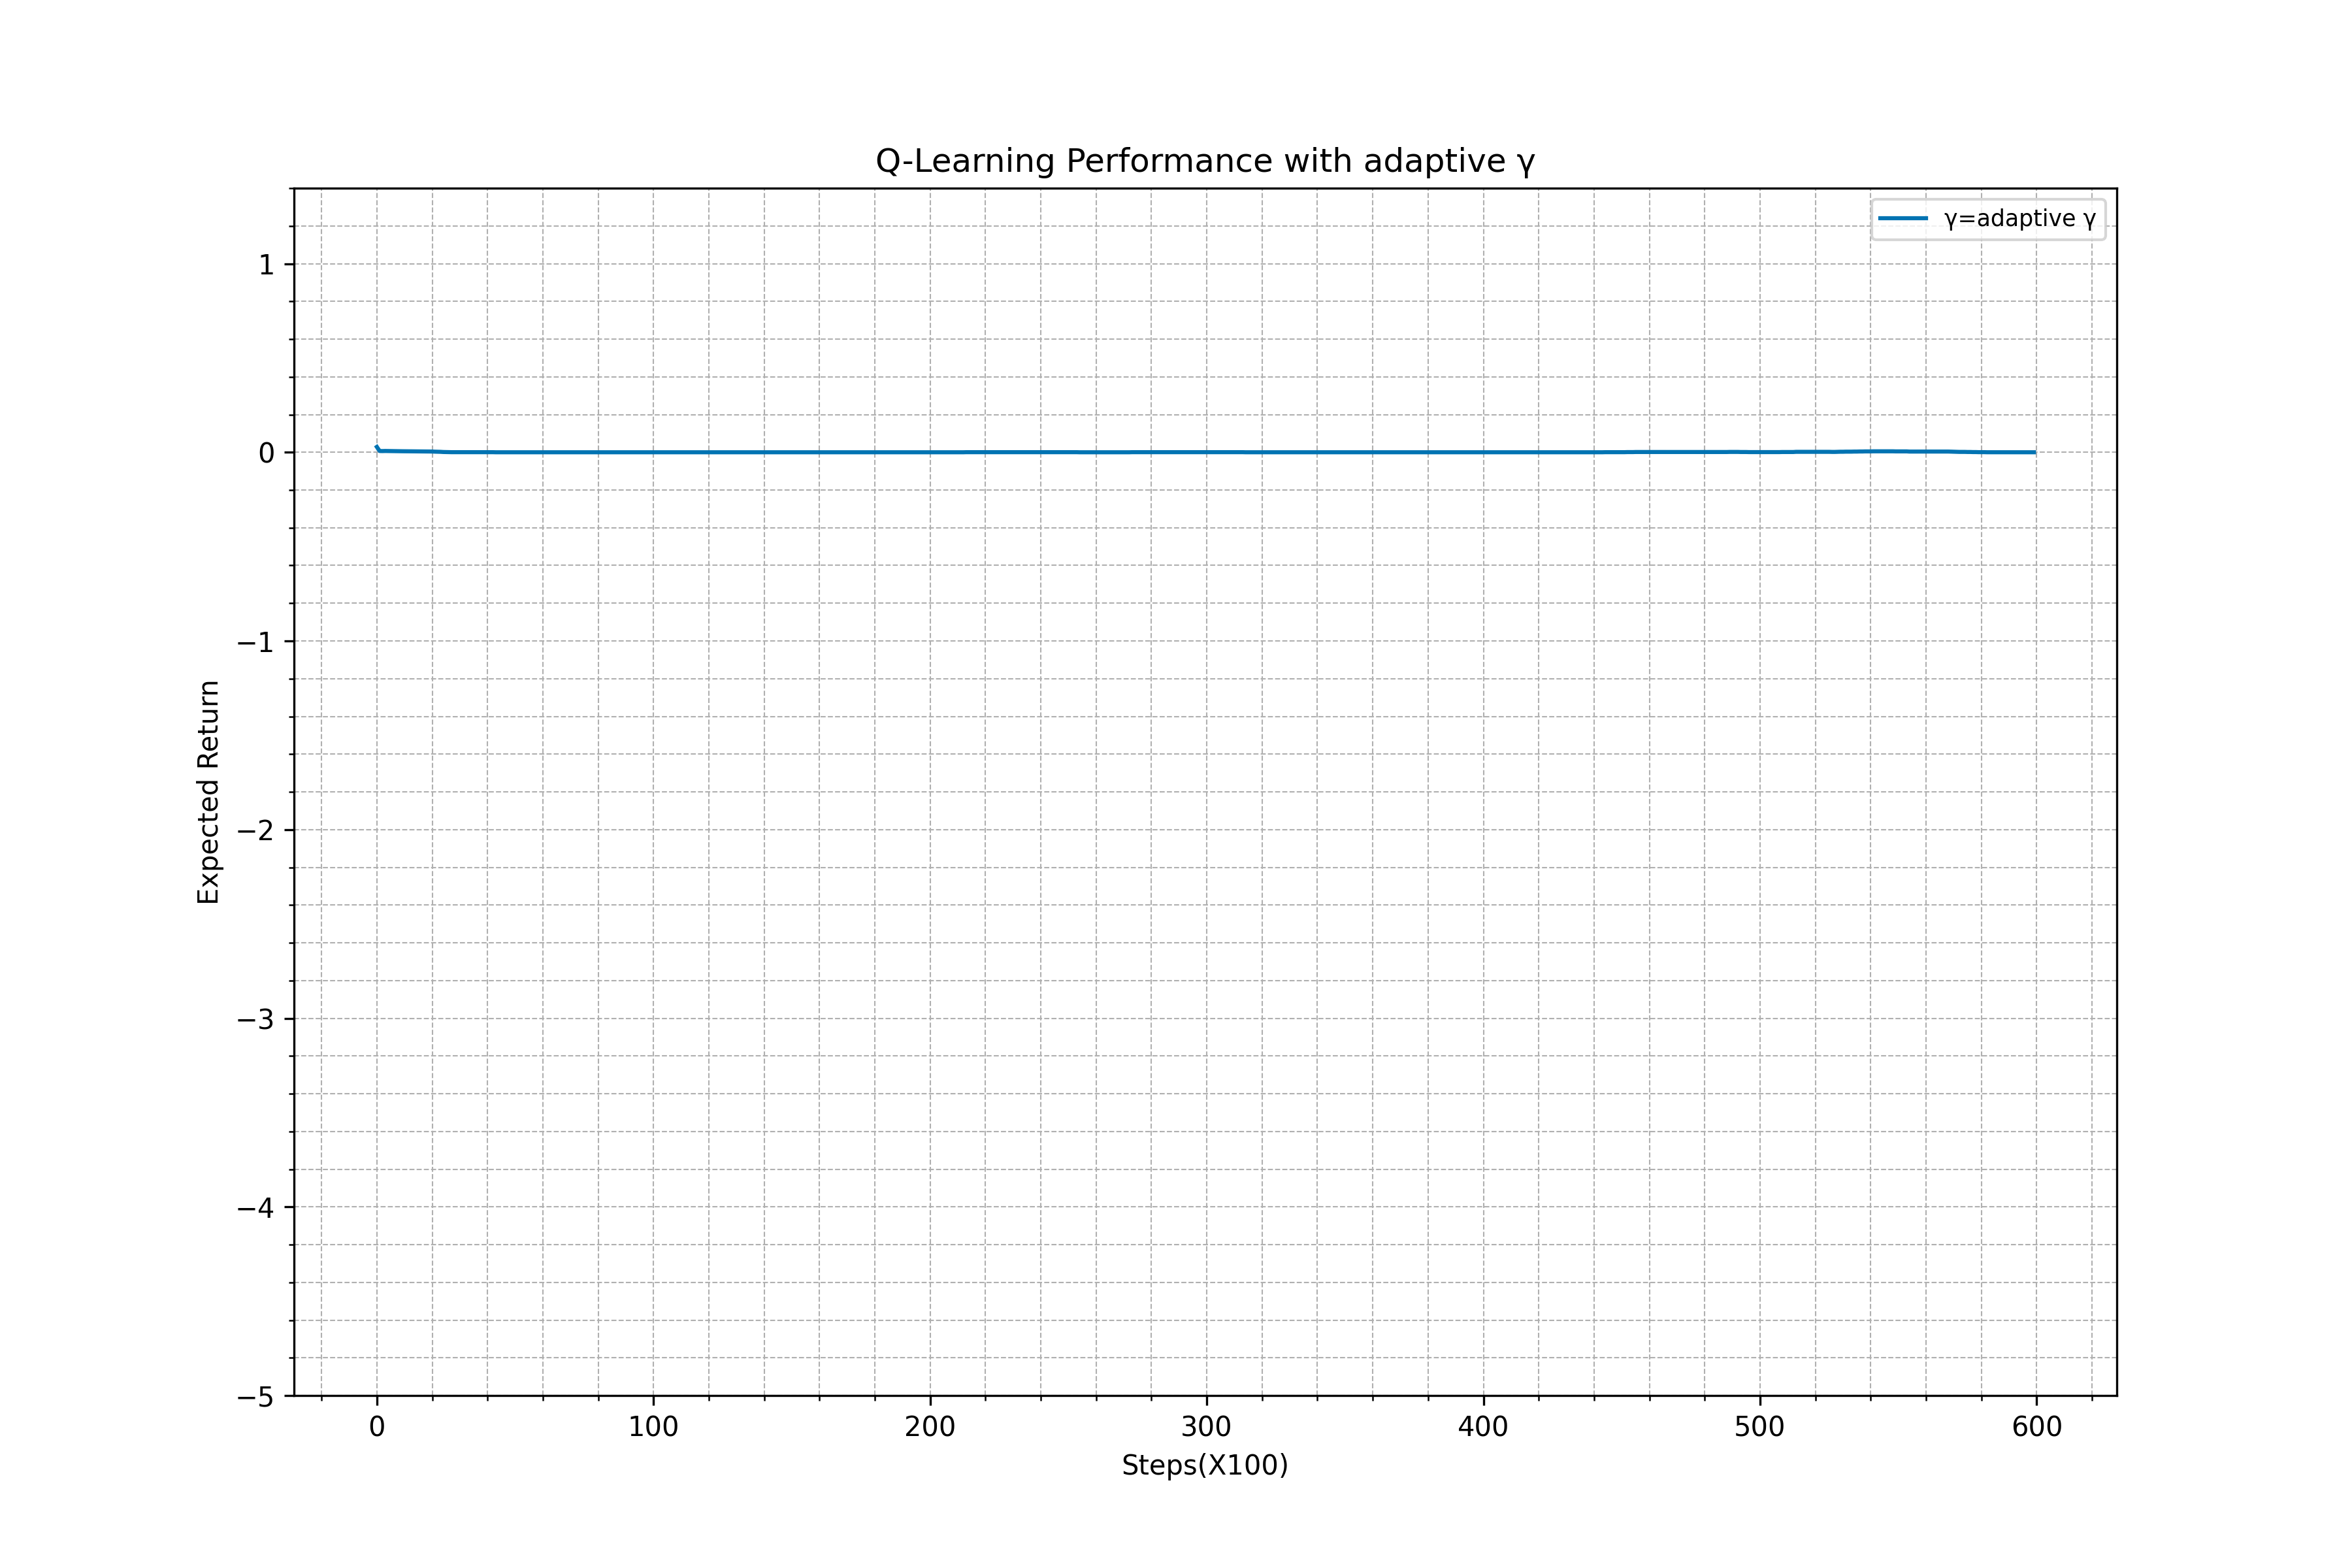 Q-Learning Performance with adaptive γ
γ=adaptive γ
1
0
−1
−2
−3
−4
−5
Expected Return
0 100 200 300 400 500 600
Steps(X100)